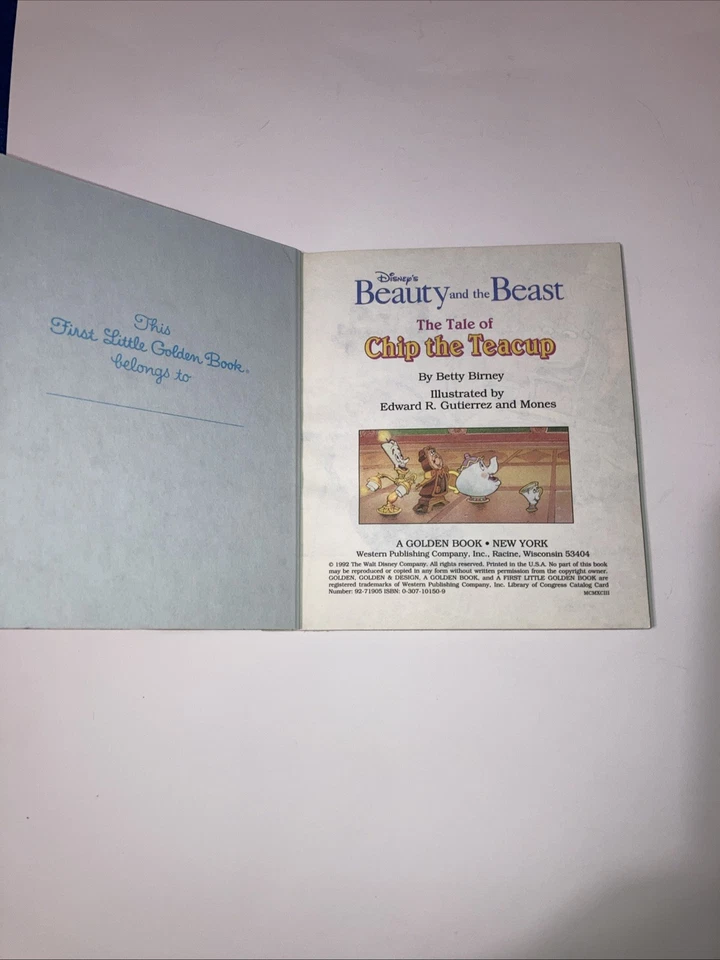 This
First Little Golden Book®
belongs to
Disney's
Beauty and the Beast
The Tale of
Chip the Teacup
By Betty Birney
Illustrated by
Edward R. Gutierrez and Mones
A GOLDEN BOOK • NEW YORK
Western Publishing Company, Inc., Racine, Wisconsin 53404
© 1992 The Walt Disney Company. All rights reserved. Printed in the U.S.A. No part of this book
may be reproduced or copied in any form without written permission from the copyright owner.
GOLDEN, GOLDEN & DESIGN, A GOLDEN BOOK, and A FIRST LITTLE GOLDEN BOOK are
registered trademarks of Western Publishing Company, Inc. Library of Congress Catalog Card
Number: 92-71905 ISBN: 0-307-10150-9
MCMXCIII